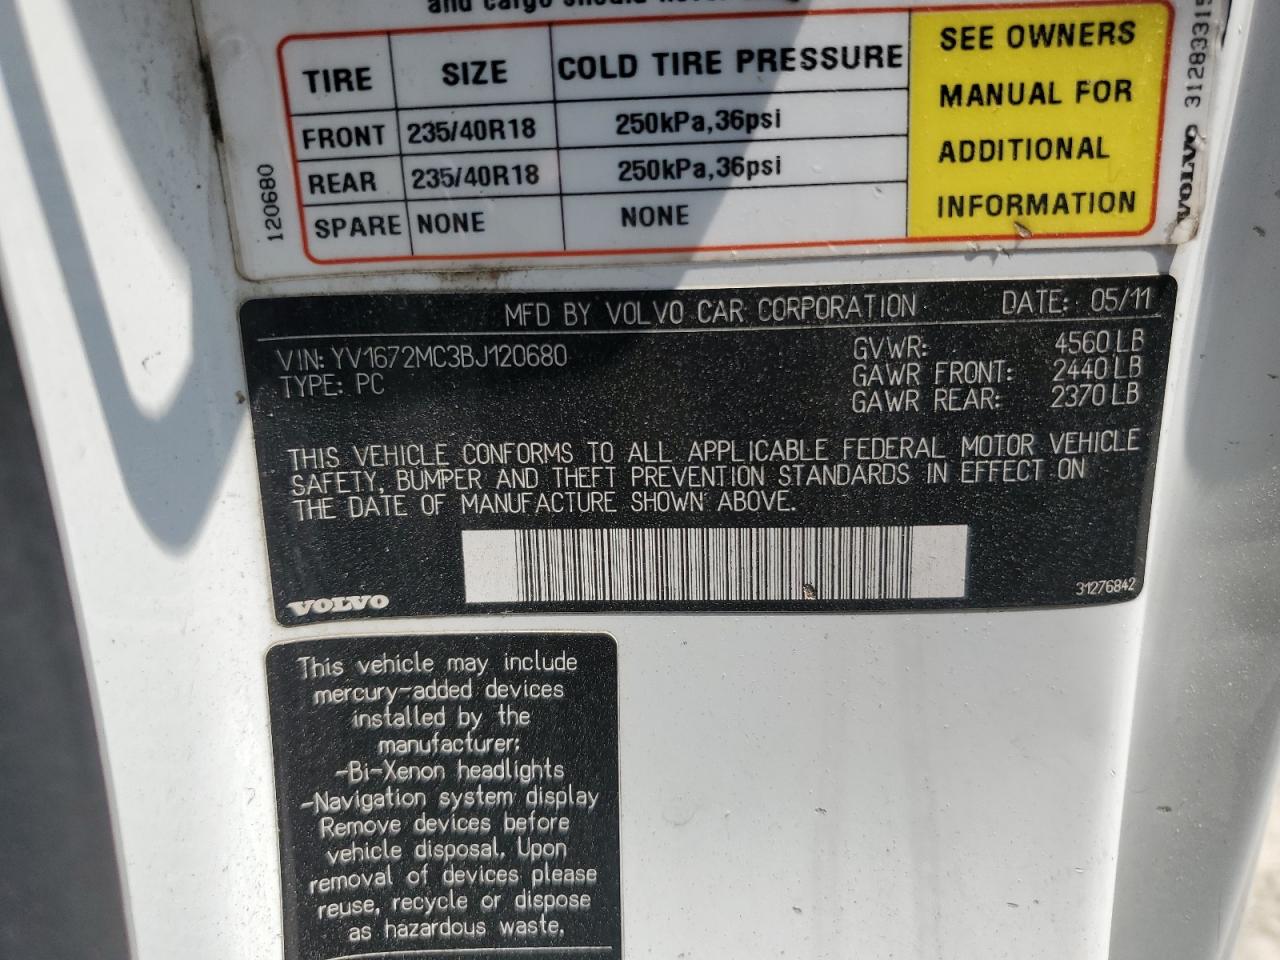 and cargo should never
TIRE SIZE COLD TIRE PRESSURE
FRONT 235/40R18 250kPa,36psi
REAR 235/40R18 250kPa,36psi
SPARE NONE NONE
SEE OWNERS
MANUAL FOR
ADDITIONAL
INFORMATION
120680
VOLVO
MFD BY VOLVO CAR CORPORATION DATE: 05/11
VIN: YV1672MC3BJ120680 GVWR: 4560 LB
TYPE: PC GAWR FRONT: 2440 LB
GAWR REAR: 2370 LB
THIS VEHICLE CONFORMS TO ALL APPLICABLE FEDERAL MOTOR VEHICLE
SAFETY, BUMPER AND THEFT PREVENTION STANDARDS IN EFFECT ON
THE DATE OF MANUFACTURE SHOWN ABOVE.
VOLVO 31276842
This vehicle may include
mercury-added devices
installed by the
manufacturer:
-Bi-Xenon headlights
-Navigation system display
Remove devices before
vehicle disposal. Upon
removal of devices please
reuse, recycle or dispose
as hazardous waste.